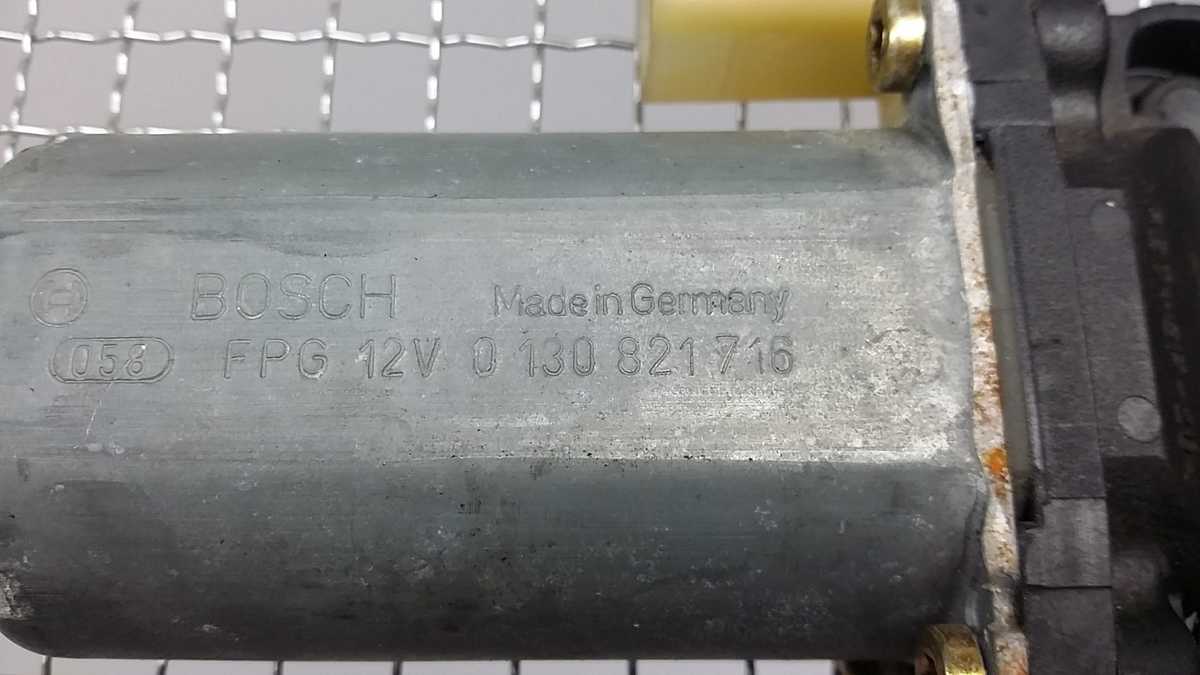 BOSCH Made in Germany
058 FPG 12V 0 130 821 716